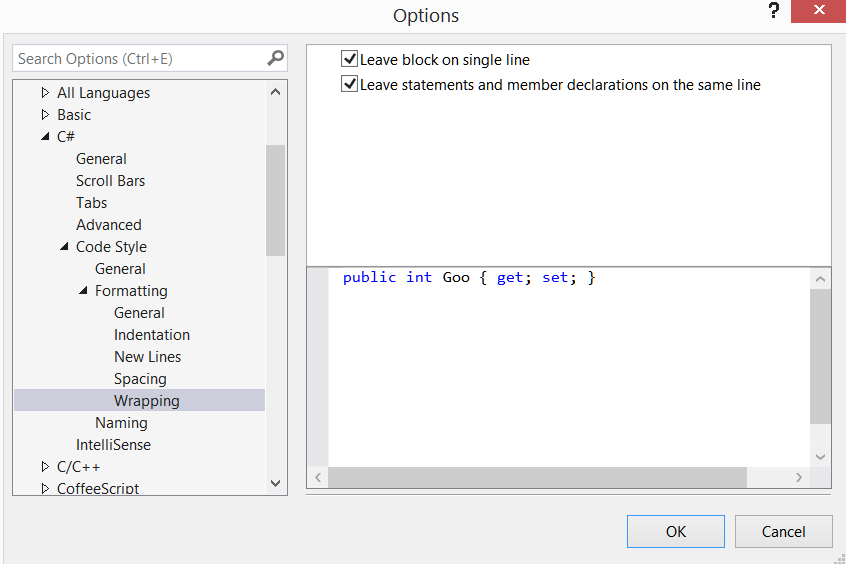 Options
?
Search Options (Ctrl+E)
All Languages
Basic
C#
General
Scroll Bars
Tabs
Advanced
Code Style
General
Formatting
General
Indentation
New Lines
Spacing
Wrapping
Naming
IntelliSense
C/C++
CoffeeScript
Leave block on single line
Leave statements and member declarations on the same line
public int Goo { get; set; }
OK
Cancel